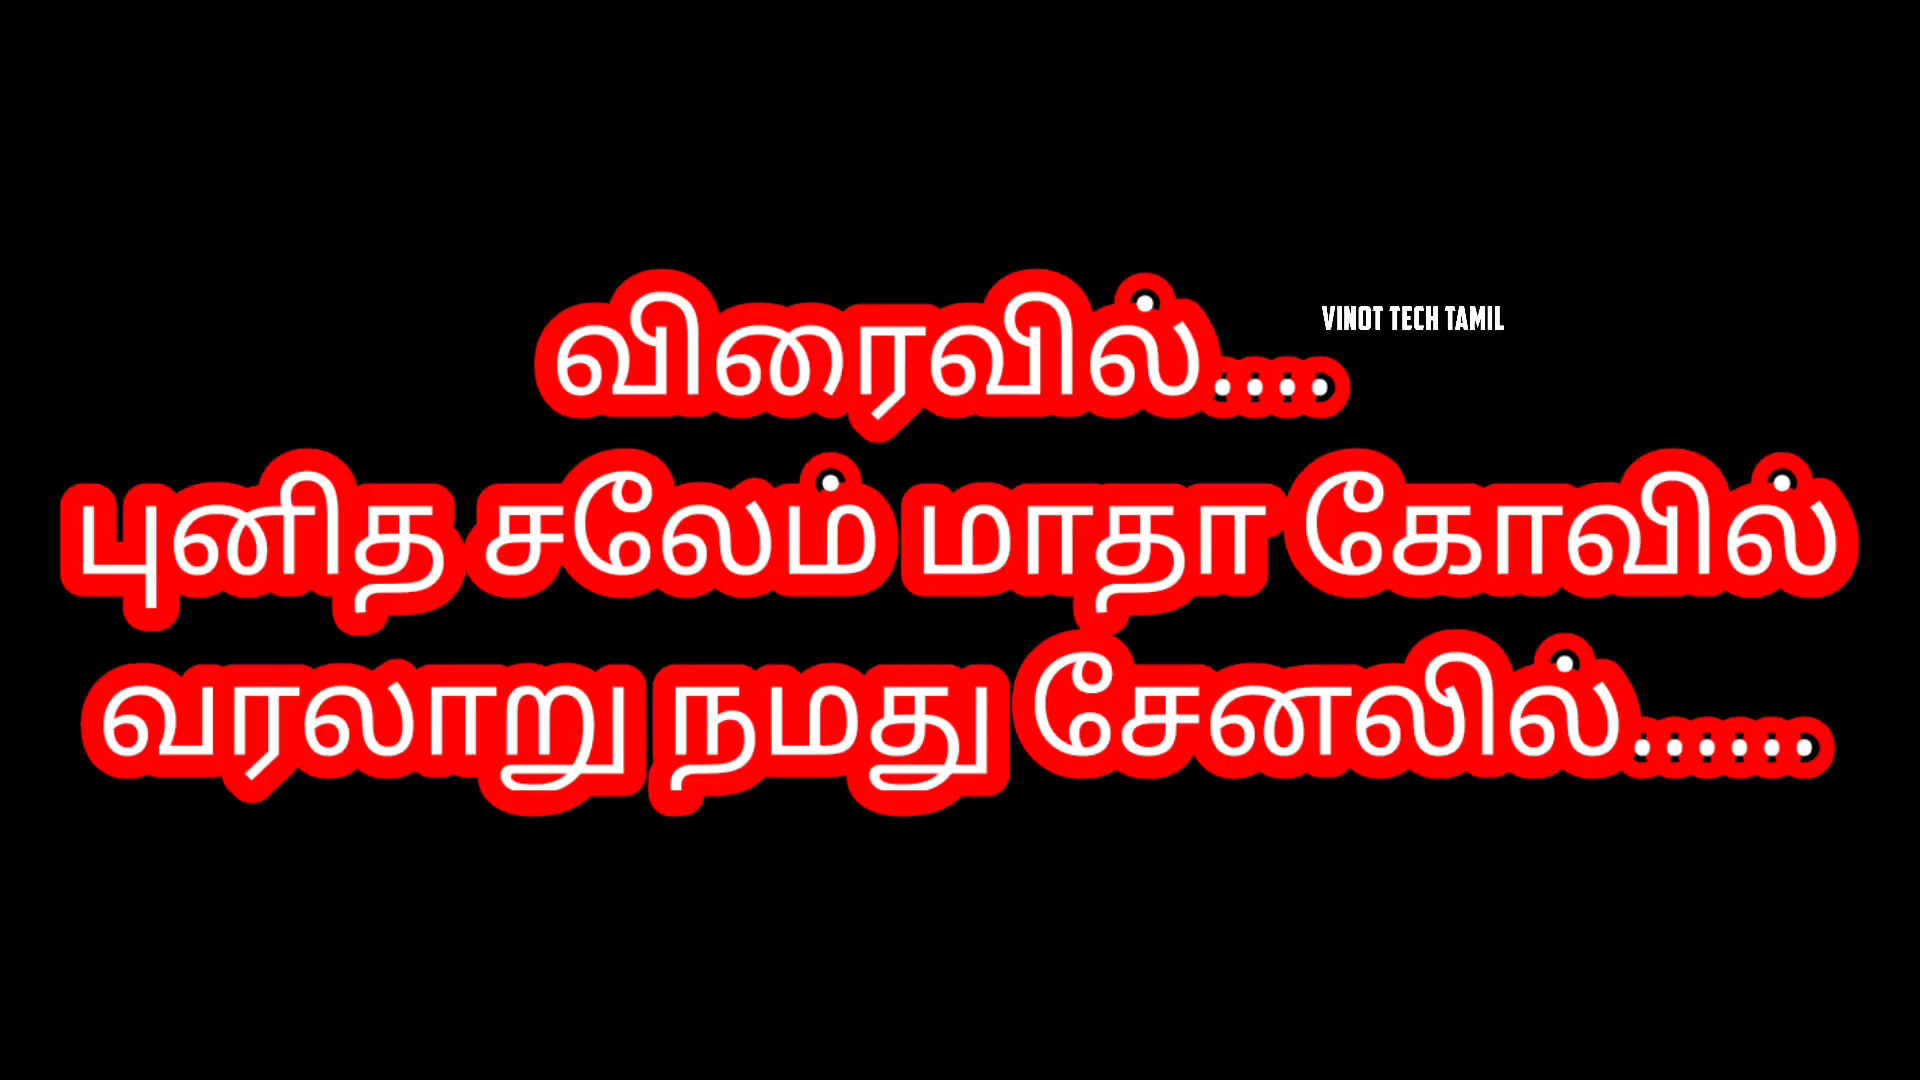 விரைவில்....
VINOT TECH TAMIL
புனித சலேம் மாதா கோவில்
வரலாறு நமது சேனலில்......